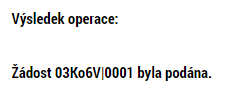 Výsledek operace:
Žádost 03Ko6V|0001 byla podána.